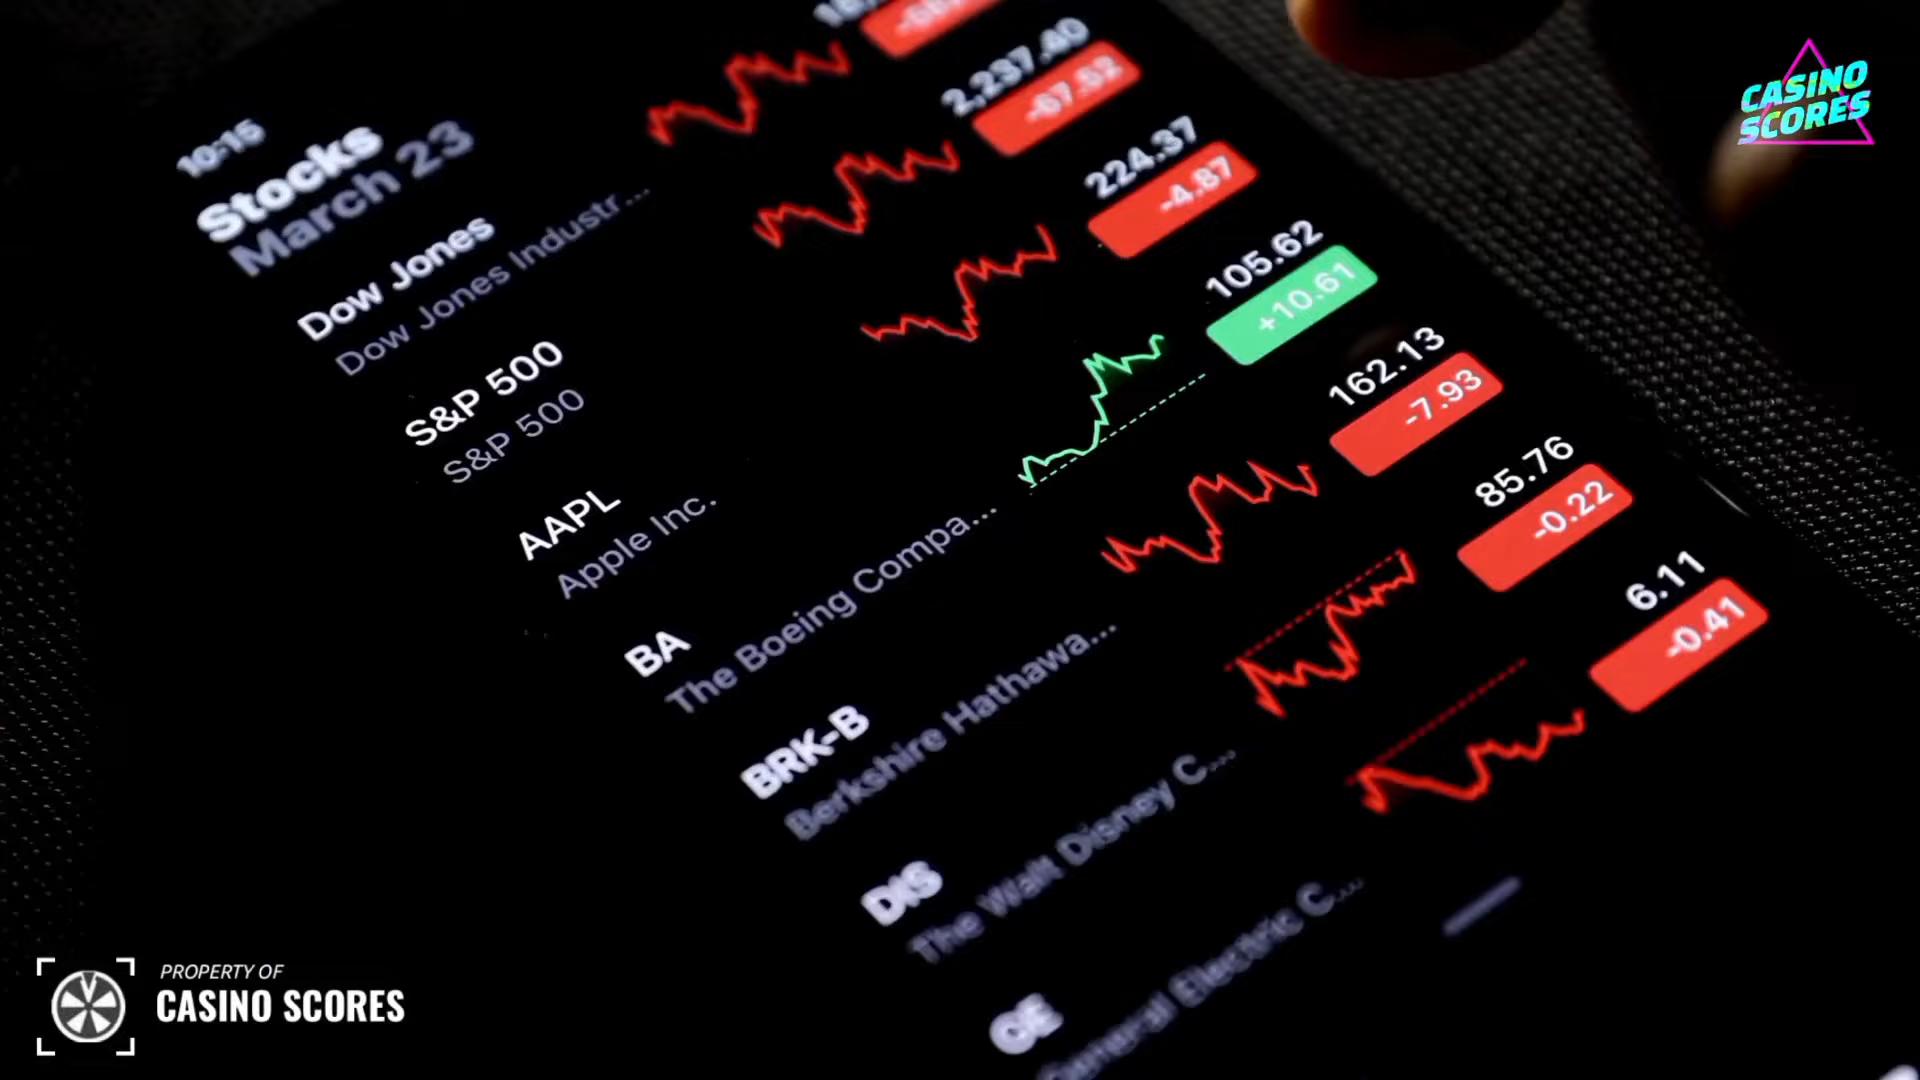 10:15
Stocks
March 23
Dow Jones
Dow Jones Industr...
S&P 500
S&P 500
2,237.40
-67.52
AAPL
Apple Inc.
224.37
-4.87
BA
The Boeing Compa...
105.62
+10.61
BRK-B
Berkshire Hathawa...
162.13
-7.93
DIS
The Walt Disney C...
85.76
-0.22
GE
General Electric C...
6.11
-0.41
CASINO
SCORES
PROPERTY OF
CASINO SCORES